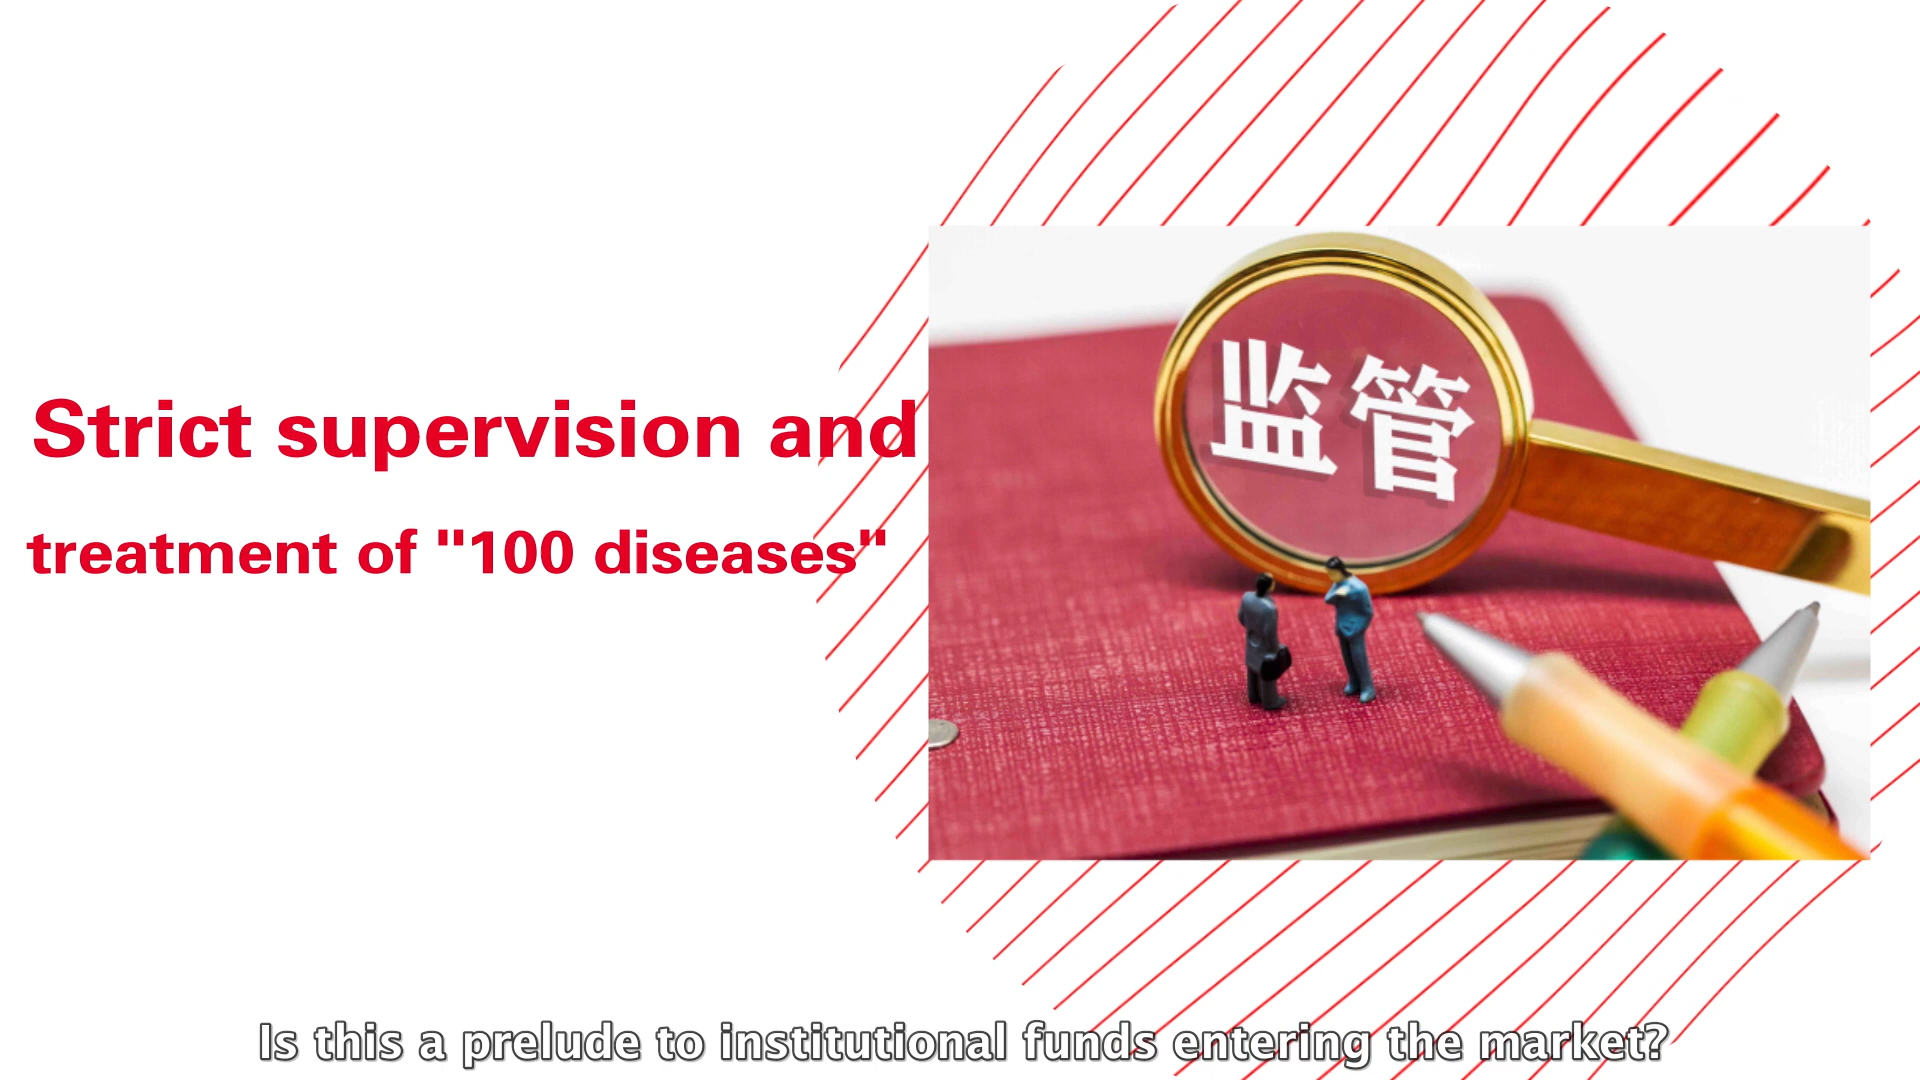 Strict supervision and
treatment of "100 diseases"
监管
Is this a prelude to institutional funds entering the market?